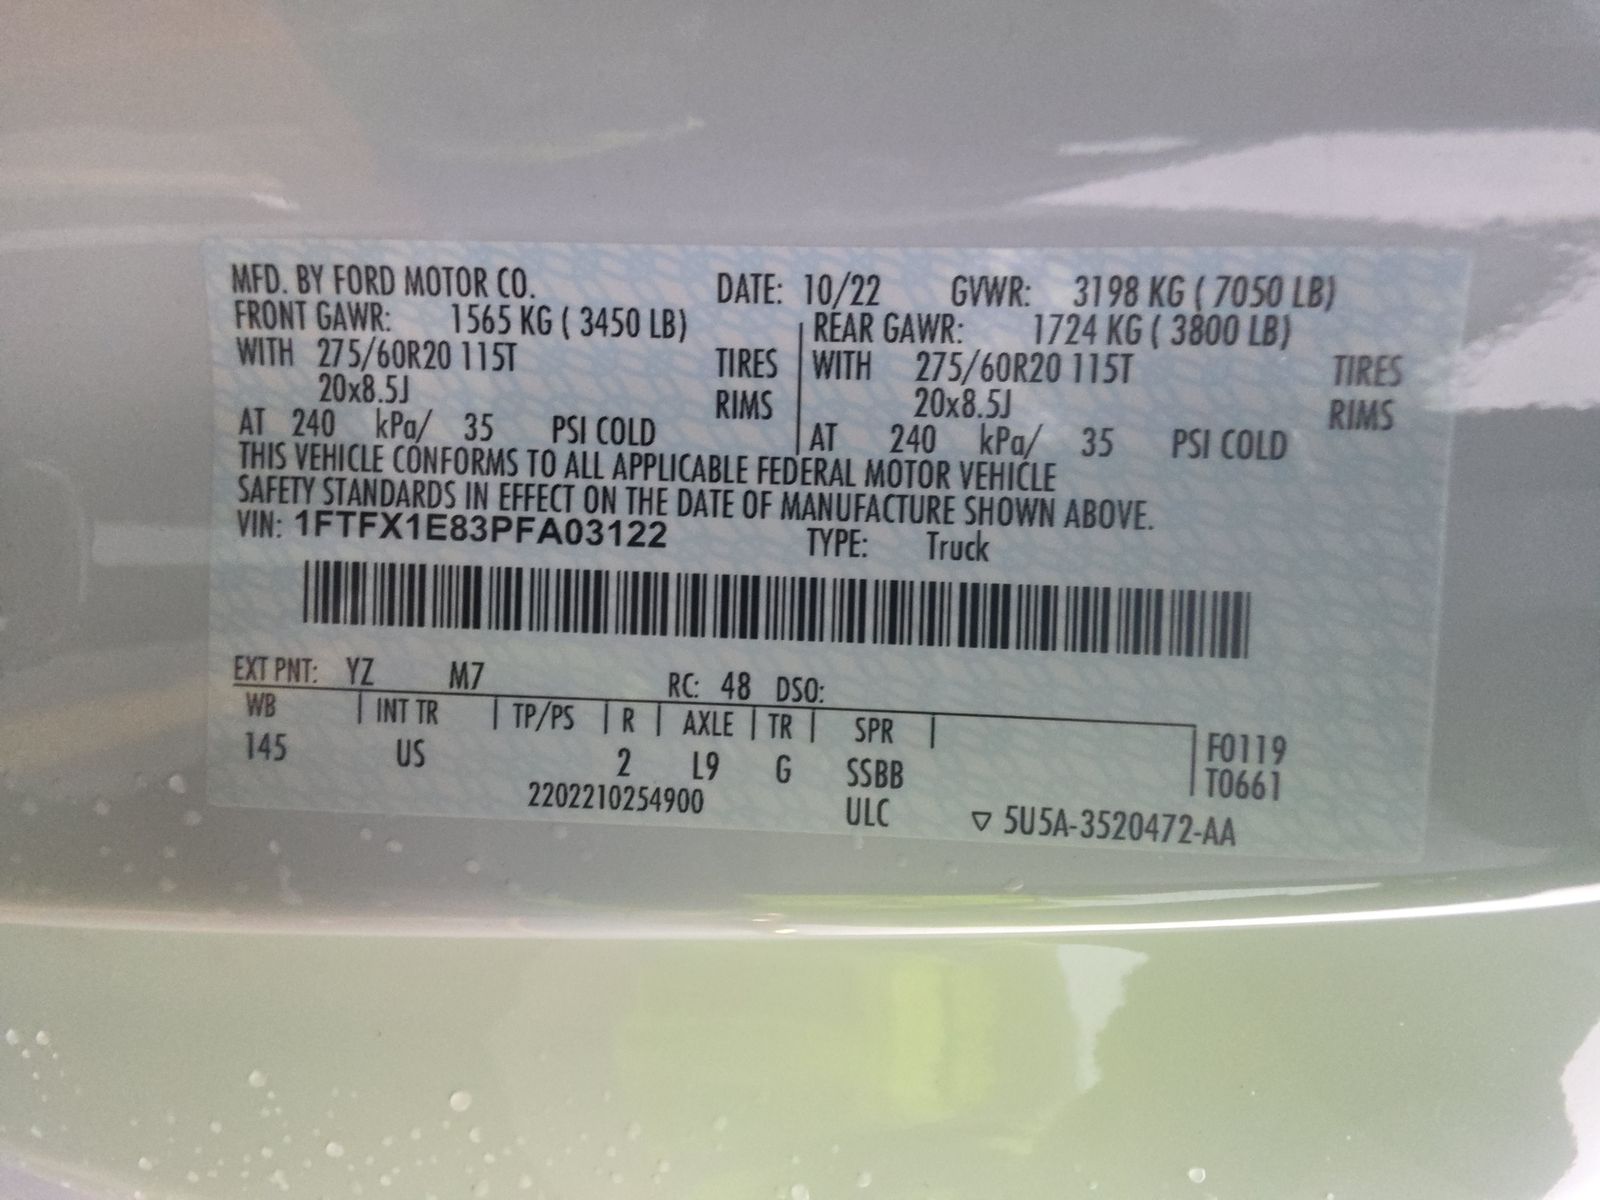 MFD. BY FORD MOTOR CO. DATE: 10/22 GVWR: 3198 KG ( 7050 LB)
FRONT GAWR: 1565 KG ( 3450 LB) REAR GAWR: 1724 KG ( 3800 LB)
WITH 275/60R20 115T TIRES WITH 275/60R20 115T TIRES
20x8.5J RIMS 20x8.5J RIMS
AT 240 kPa/ 35 PSI COLD AT 240 kPa/ 35 PSI COLD
THIS VEHICLE CONFORMS TO ALL APPLICABLE FEDERAL MOTOR VEHICLE
SAFETY STANDARDS IN EFFECT ON THE DATE OF MANUFACTURE SHOWN ABOVE.
VIN: 1FTFX1E83PFA03122 TYPE: Truck
EXT PNT: YZ M7 RC: 48 DSO:
WB | INT TR | TP/PS | R | AXLE | TR | SPR | F0119
145 US 2 L9 G SSBB T0661
2202210254900 ULC ▽ 5U5A-3520472-AA